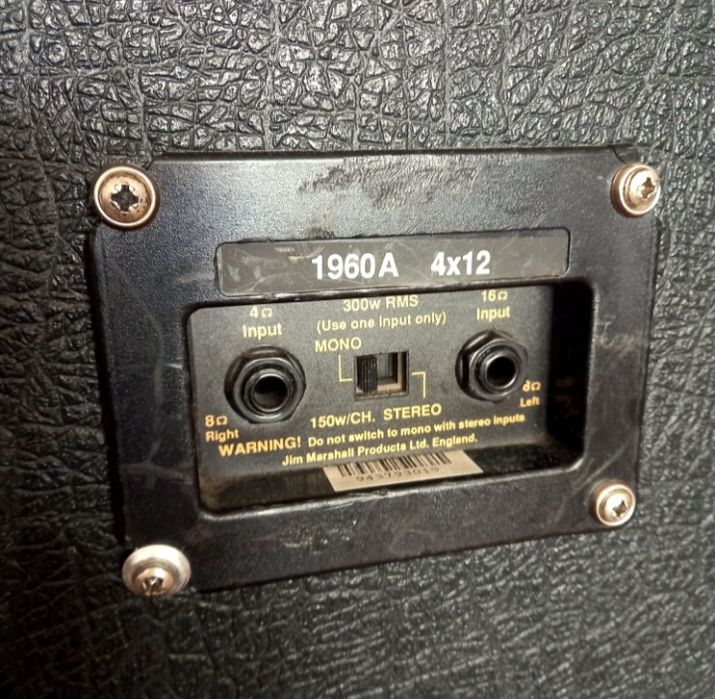 1960A 4x12
300w RMS
(Use one input only)
4Ω
Input
16Ω
Input
MONO
8Ω
Right
8Ω
Left
150w/CH. STEREO
WARNING! Do not switch to mono with stereo inputs
Jim Marshall Products Ltd. England.
943793019